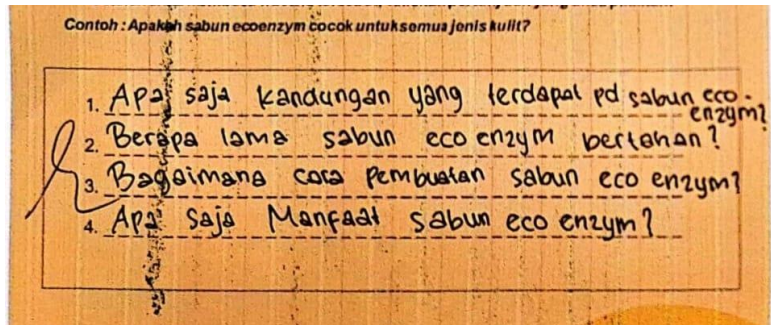 Contoh : Apakah sabun ecoenzym cocok untuk semua jenis kulit?
1. Apa saja kandungan yang terdapat pd sabun eco-
enzym?
2. Berapa lama sabun eco enzym bertahan?
3. Bagaimana cara pembuatan sabun eco enzym?
4. Apa saja Manfaat sabun eco enzym?